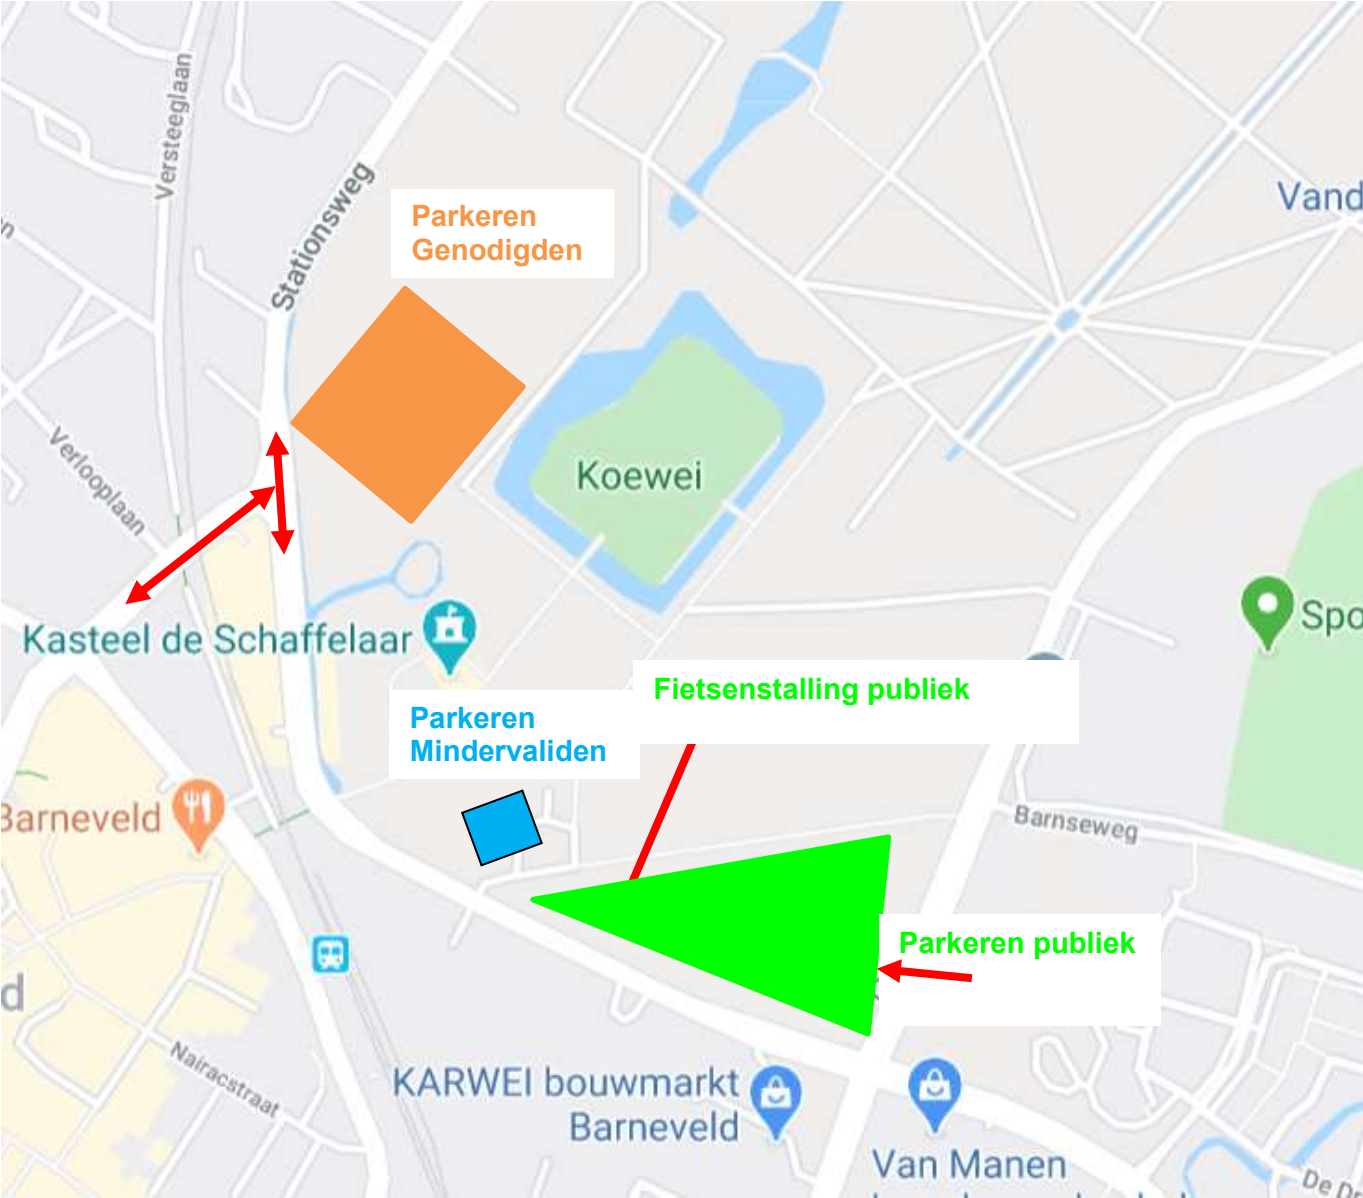 Versteeglaan
Stationsweg
Parkeren
Genodigden
Vand
Verlooplaan
Koewei
Kasteel de Schaffelaar
Spo
Fietsenstalling publiek
Parkeren
Mindervaliden
Barneveld
Barnseweg
Parkeren publiek
d
Nairacstraat
KARWEI bouwmarkt
Barneveld
Van Manen
De D